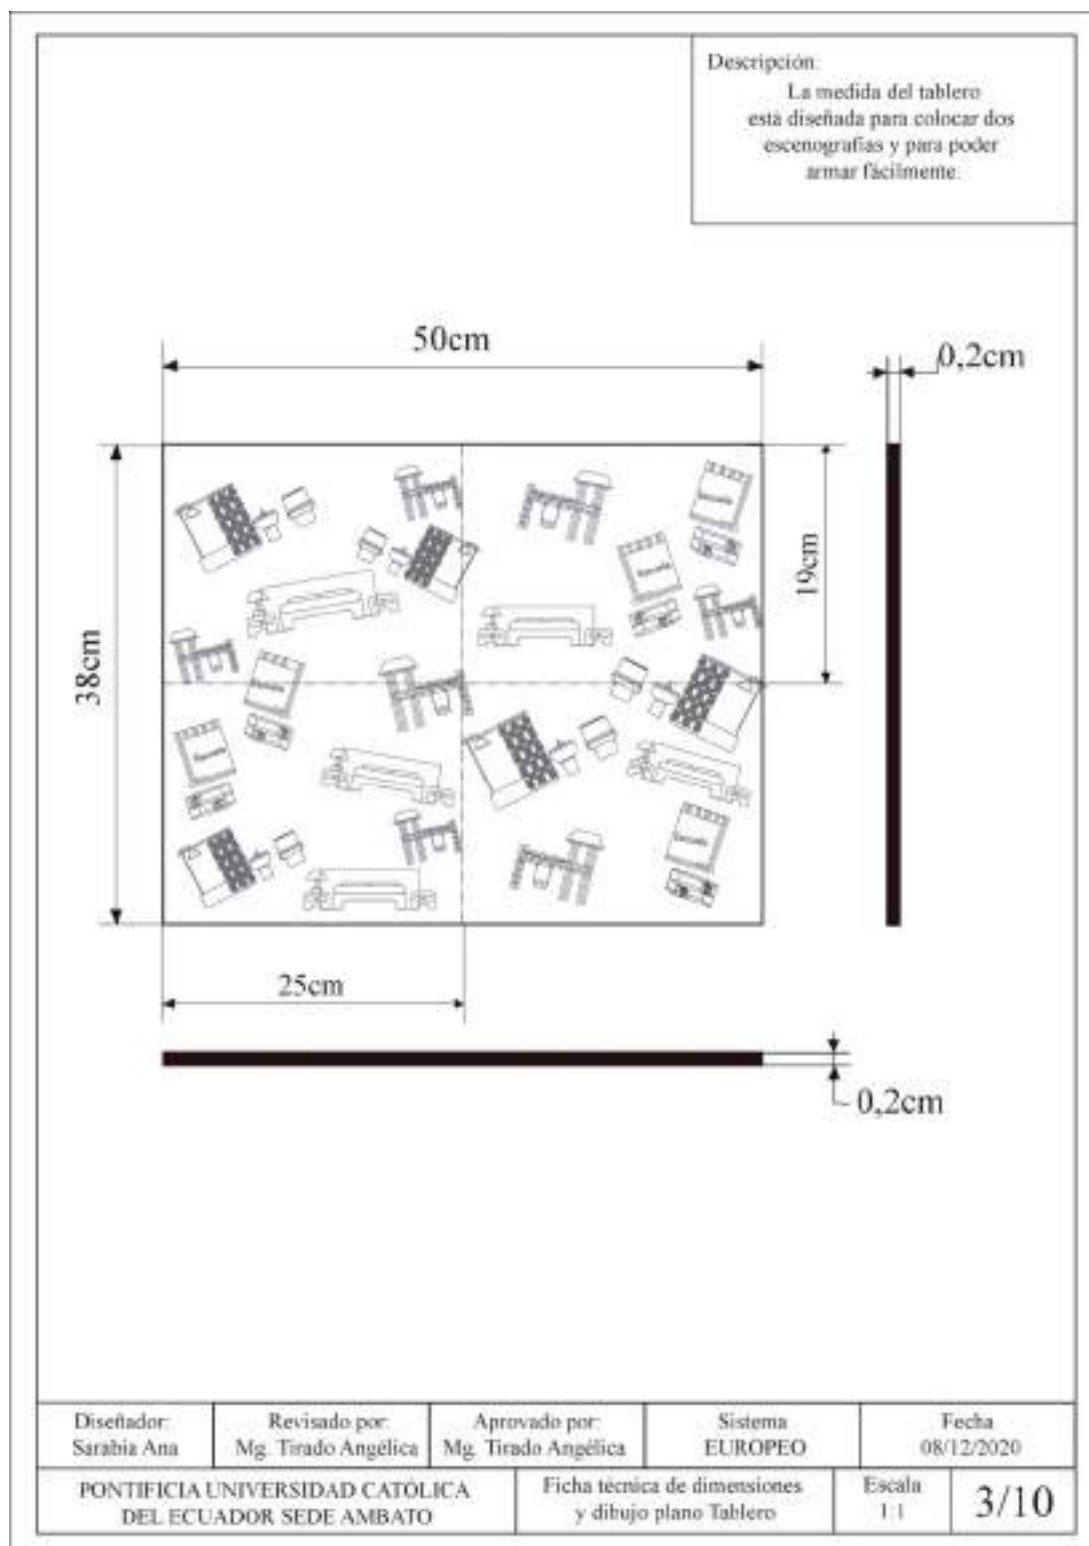 Descripción:
La medida del tablero
está diseñada para colocar dos
escenografías y para poder
armar fácilmente.
50cm
0,2cm
38cm
19cm
25cm
0,2cm
Diseñador:
Sarabia Ana
Revisado por:
Mg. Tirado Angélica
Aprovado por:
Mg. Tirado Angélica
Sistema
EUROPEO
Fecha
08/12/2020
PONTIFICIA UNIVERSIDAD CATÓLICA
DEL ECUADOR SEDE AMBATO
Ficha técnica de dimensiones
y dibujo plano Tablero
Escala
1:1
3/10